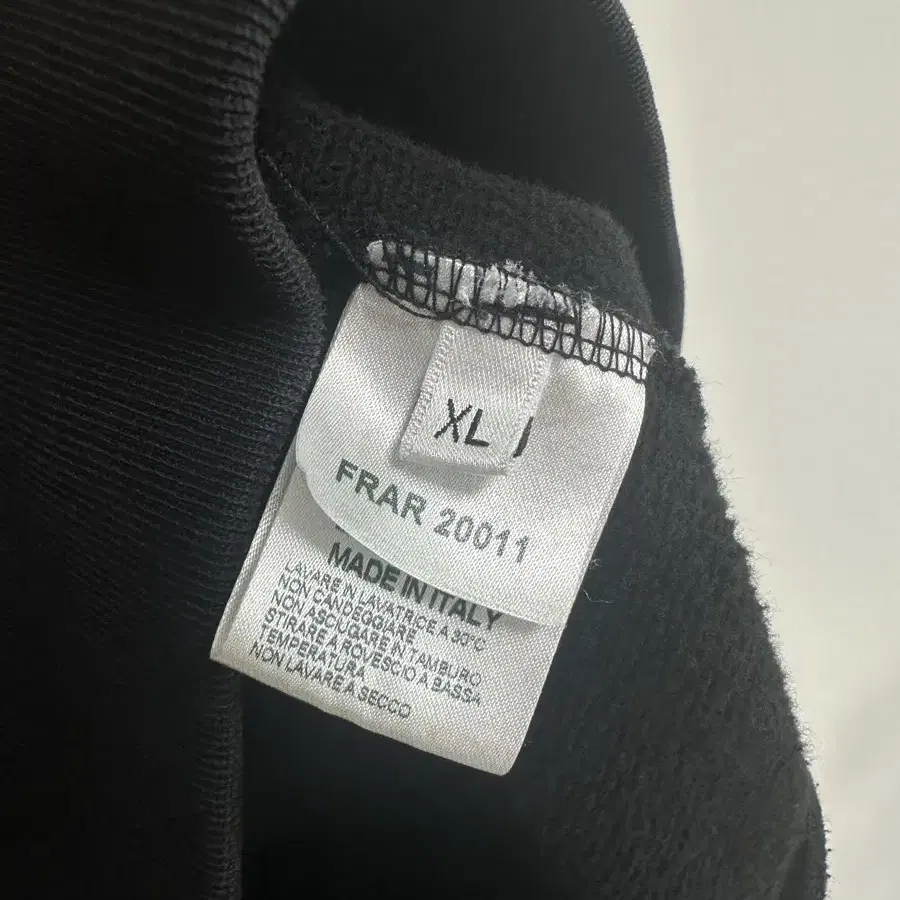 XL
FRAR 20011
MADE IN ITALY
LAVARE IN LAVATRICE A 30°C
NON CANDEGGIARE
NON ASCIUGARE IN TAMBURO
STIRARE A ROVESCIO A BASSA
TEMPERATURA
NON LAVARE A SECCO